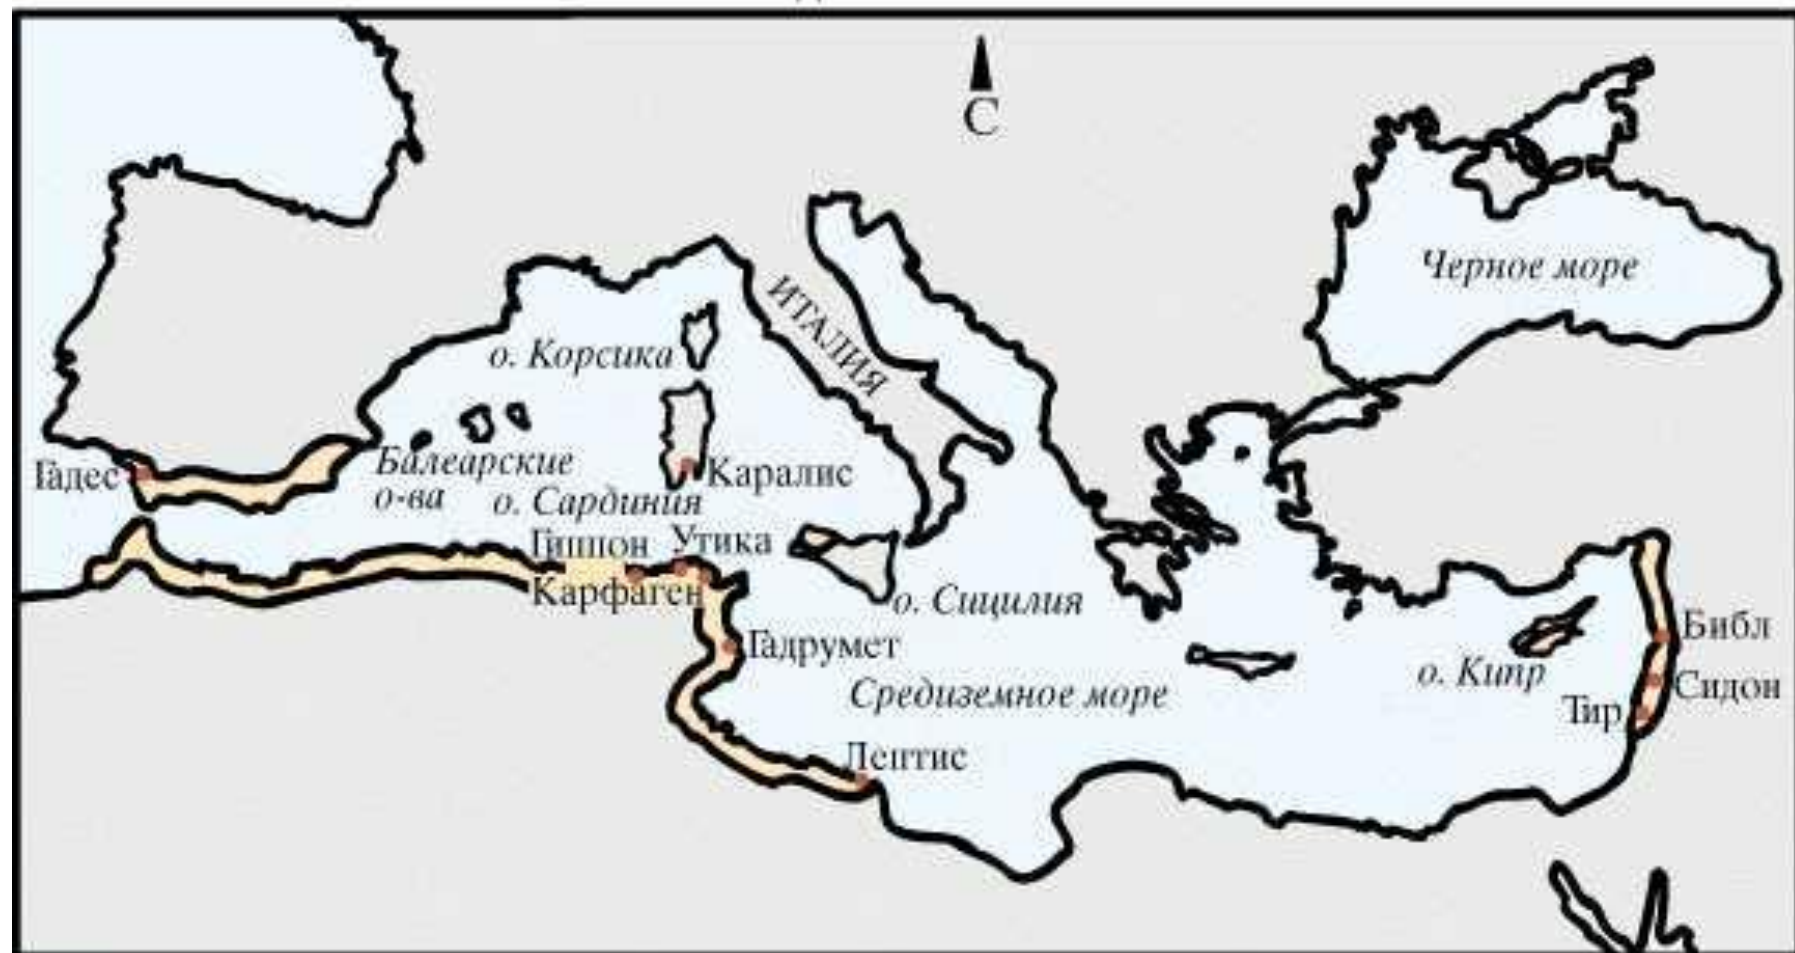 С
Черное море
ИТАЛИЯ
о. Корсика
Балеарские
о-ва
Гадес
о. Сардиния
Каралис
Гиппон
Утика
Карфаген
о. Сицилия
Гадрумет
Средиземное море
Лептис
о. Кипр
Библ
Сидон
Тир